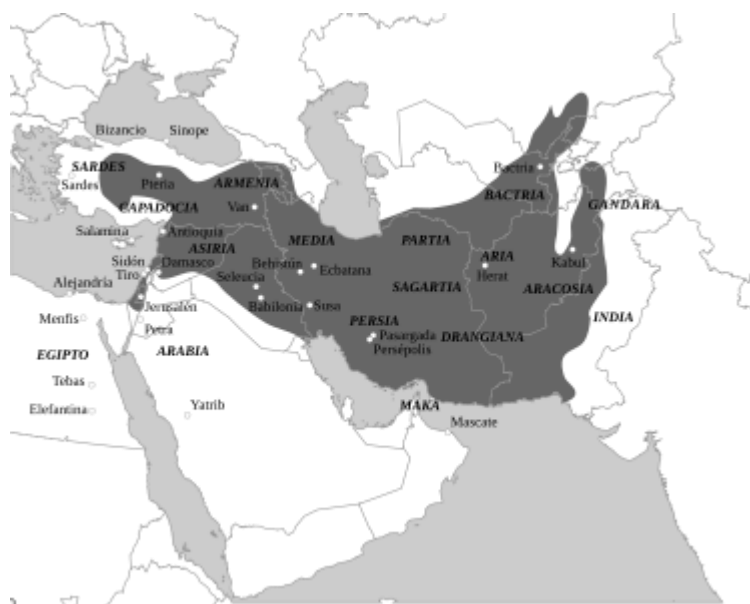 Bizancio
Sinope
SARDES
Sardes
Pteria
ARMENIA
Bactria
BACTRIA
GANDARA
CAPADOCIA
Van
Salamina
Antioquía
ASIRIA
MEDIA
PARTIA
ARIA
Kabul
Sidón
Damasco
Behistún
Ecbatana
Herat
Tiro
Seleucia
SAGARTIA
ARACOSIA
Alejandría
Jerusalén
Babilonia
Susa
INDIA
Menfis
Petra
PERSIA
Pasargada
DRANGIANA
Persépolis
EGIPTO
ARABIA
Tebas
Elefantina
Yatrib
MAKA
Mascate